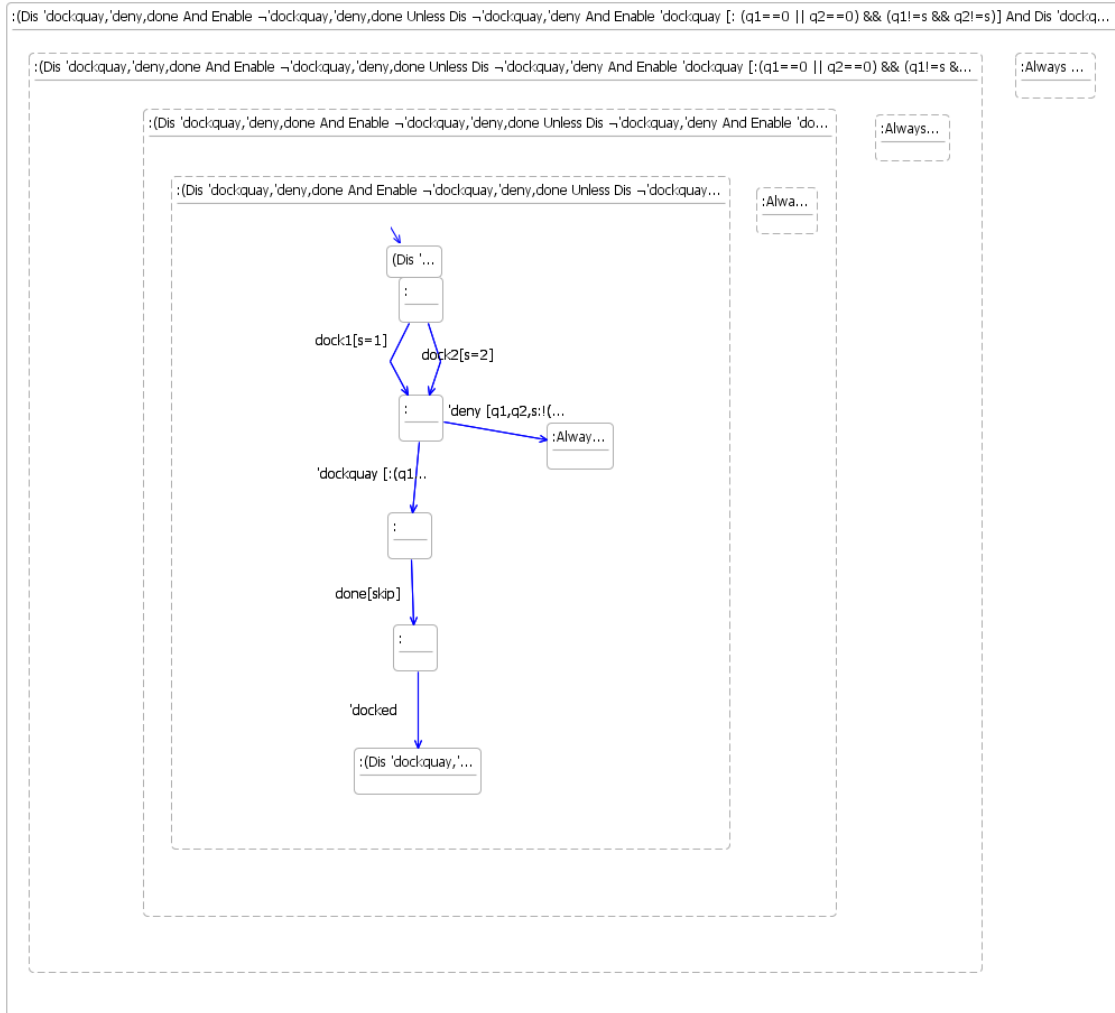 :(Dis 'dockquay,'deny,done And Enable ¬'dockquay,'deny,done Unless Dis ¬'dockquay,'deny And Enable 'dockquay [: (q1==0 || q2==0) && (q1!=s && q2!=s)] And Dis 'dockq...
:(Dis 'dockquay,'deny,done And Enable ¬'dockquay,'deny,done Unless Dis ¬'dockquay,'deny And Enable 'dockquay [:(q1==0 || q2==0) && (q1!=s &...
:Always ...
:(Dis 'dockquay,'deny,done And Enable ¬'dockquay,'deny,done Unless Dis ¬'dockquay,'deny And Enable 'do...
:Always...
:(Dis 'dockquay,'deny,done And Enable ¬'dockquay,'deny,done Unless Dis ¬'dockquay...
:Alwa...
(Dis '...
:
dock1[s=1]
dock2[s=2]
:
'deny [q1,q2,s:!(...
:Alway...
'dockquay [:(q1...
:
done[skip]
:
'docked
:(Dis 'dockquay,'...